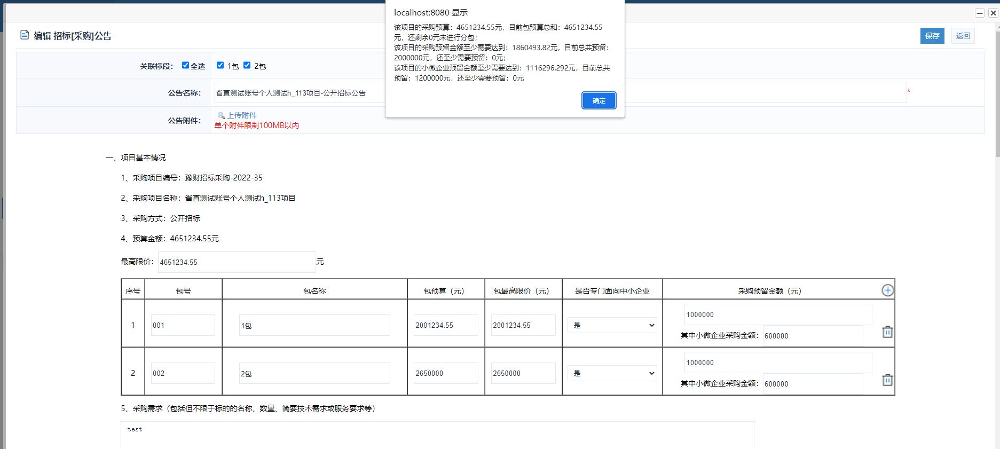 localhost:8080 显示
该项目的采购预算：4651234.55元，目前包预算总和：4651234.55
元，还剩余0元未进行分包；
该项目的采购预留金额至少需要达到：1860493.82元，目前总共预留：
2000000元，还至少需要预留：0元；
该项目的小微企业预留金额至少需要达到：1116296.292元，目前总共
预留：1200000元，还至少需要预留：0元
确定
编辑 招标[采购]公告
保存 返回
关联标段： 全选 1包 2包
公告名称： 省直测试账号个人测试h_113项目-公开招标公告 *
公告附件： 上传附件
单个附件限制100MB以内
一、项目基本情况
1、采购项目编号：豫财招标采购-2022-35
2、采购项目名称：省直测试账号个人测试h_113项目
3、采购方式：公开招标
4、预算金额：4651234.55元
最高限价：4651234.55 元
序号 包号 包名称 包预算（元） 包最高限价（元） 是否专门面向中小企业 采购预留金额（元）
1 001 1包 2001234.55 2001234.55 是 1000000
其中小微企业采购金额：600000
2 002 2包 2650000 2650000 是 1000000
其中小微企业采购金额：600000
5、采购需求（包括但不限于标的的名称、数量、简要技术需求或服务要求等）
test